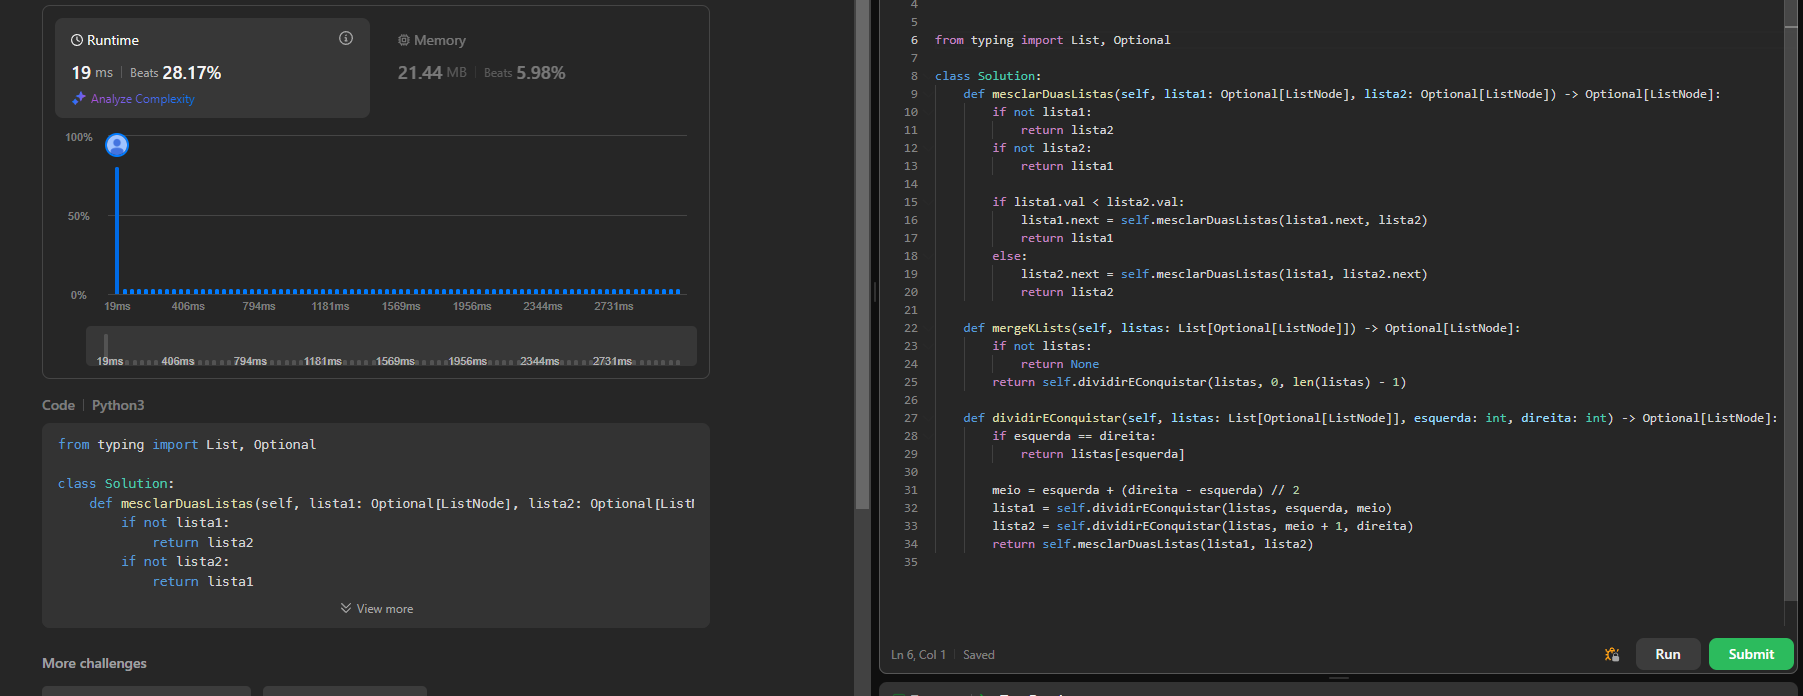 Runtime
19 ms | Beats 28.17%
Analyze Complexity
Memory
21.44 MB | Beats 5.98%
100%
50%
0%
19ms 406ms 794ms 1181ms 1569ms 1956ms 2344ms 2731ms
19ms 406ms 794ms 1181ms 1569ms 1956ms 2344ms 2731ms
Code | Python3
from typing import List, Optional
class Solution:
def mesclarDuasListas(self, lista1: Optional[ListNode], lista2: Optional[List
if not lista1:
return lista2
if not lista2:
return lista1
View more
More challenges
4
5
6 from typing import List, Optional
7
8 class Solution:
9 def mesclarDuasListas(self, lista1: Optional[ListNode], lista2: Optional[ListNode]) -> Optional[ListNode]:
10 if not lista1:
11 return lista2
12 if not lista2:
13 return lista1
14
15 if lista1.val < lista2.val:
16 lista1.next = self.mesclarDuasListas(lista1.next, lista2)
17 return lista1
18 else:
19 lista2.next = self.mesclarDuasListas(lista1, lista2.next)
20 return lista2
21
22 def mergeKLists(self, listas: List[Optional[ListNode]]) -> Optional[ListNode]:
23 if not listas:
24 return None
25 return self.dividirEConquistar(listas, 0, len(listas) - 1)
26
27 def dividirEConquistar(self, listas: List[Optional[ListNode]], esquerda: int, direita: int) -> Optional[ListNode]:
28 if esquerda == direita:
29 return listas[esquerda]
30
31 meio = esquerda + (direita - esquerda) // 2
32 lista1 = self.dividirEConquistar(listas, esquerda, meio)
33 lista2 = self.dividirEConquistar(listas, meio + 1, direita)
34 return self.mesclarDuasListas(lista1, lista2)
35
Ln 6, Col 1 | Saved
Run
Submit